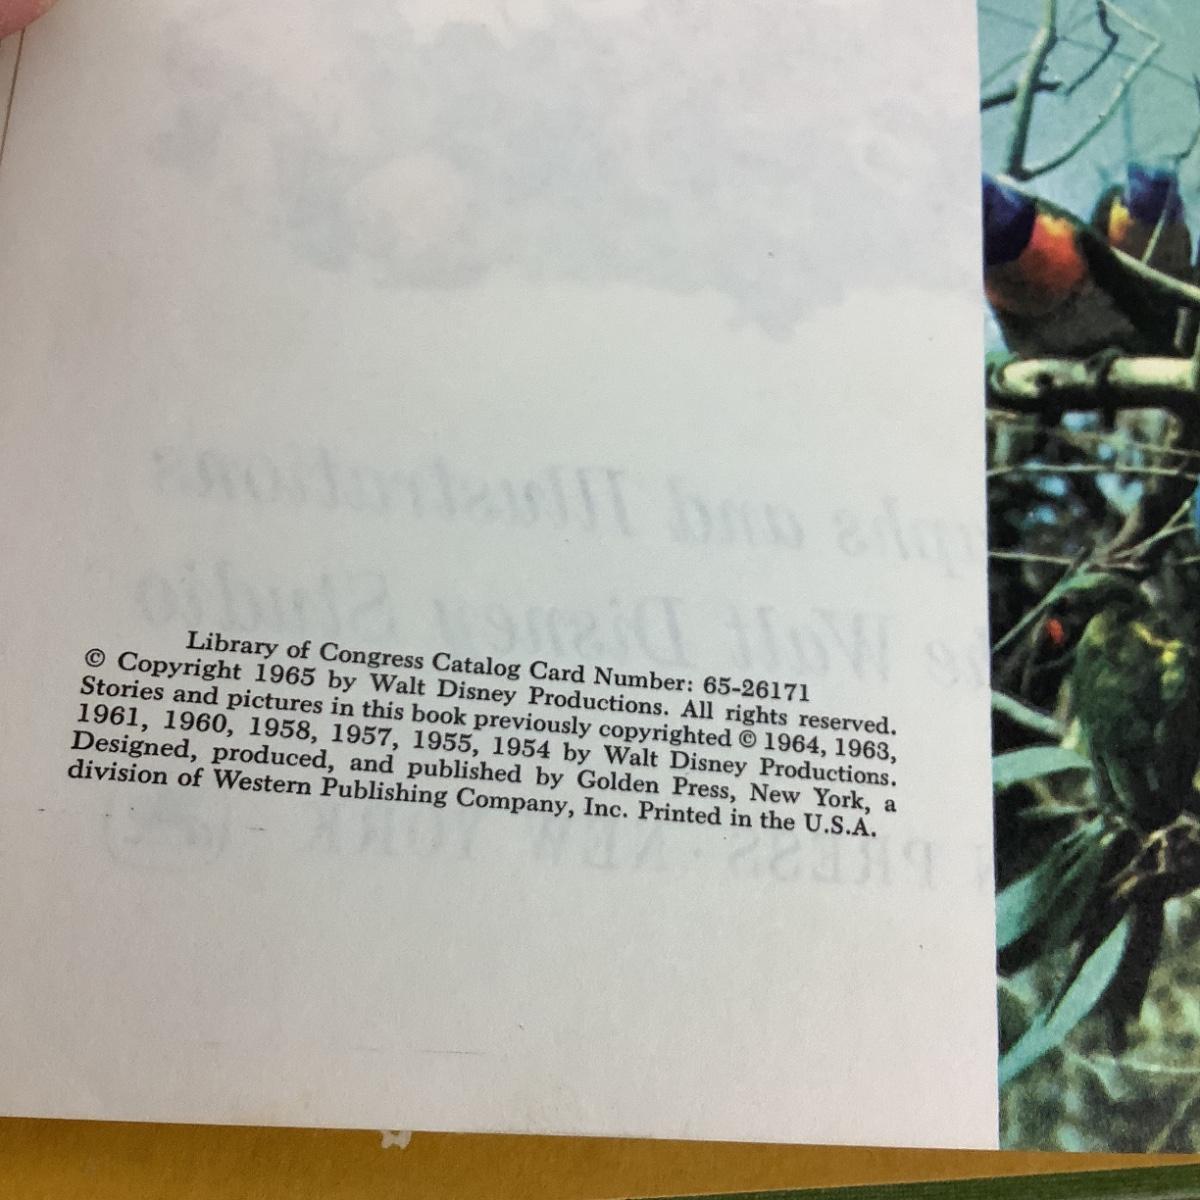 Library of Congress Catalog Card Number: 65-26171
© Copyright 1965 by Walt Disney Productions. All rights reserved.
Stories and pictures in this book previously copyrighted © 1964, 1963,
1961, 1960, 1958, 1957, 1955, 1954 by Walt Disney Productions.
Designed, produced, and published by Golden Press, New York, a
division of Western Publishing Company, Inc. Printed in the U.S.A.